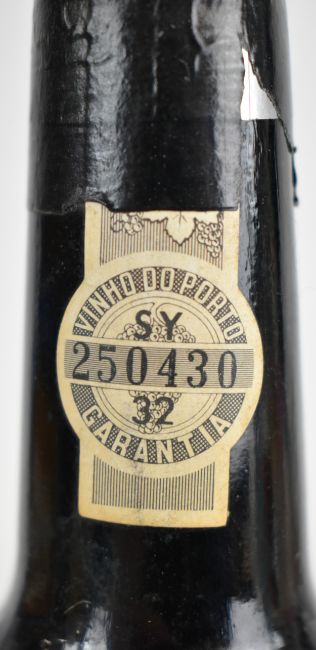 VINHO DO PORTO
SY
250430
32
GARANTIA